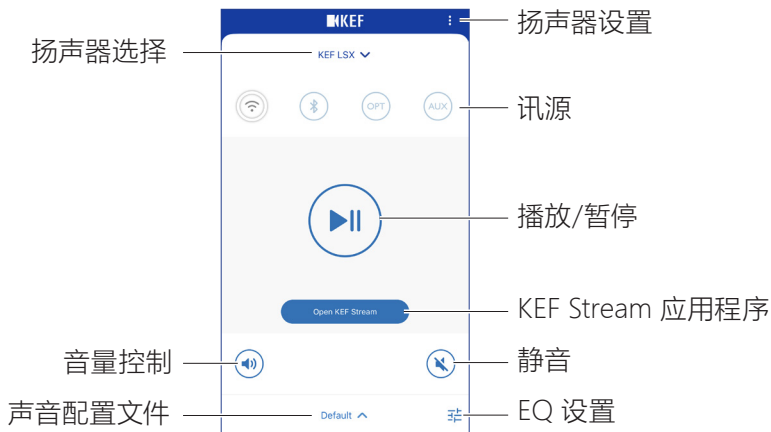 KEF
扬声器设置
扬声器选择
KEF LSX
OPT
AUX
讯源
播放/暂停
Open KEF Stream
KEF Stream 应用程序
音量控制
静音
声音配置文件
Default
EQ 设置